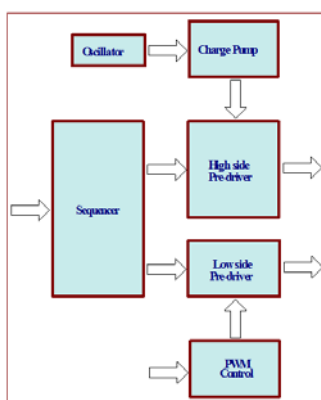 Oscillator
Charge Pump
High side
Pre-driver
Sequencer
Low side
Pre-driver
PWM
Control